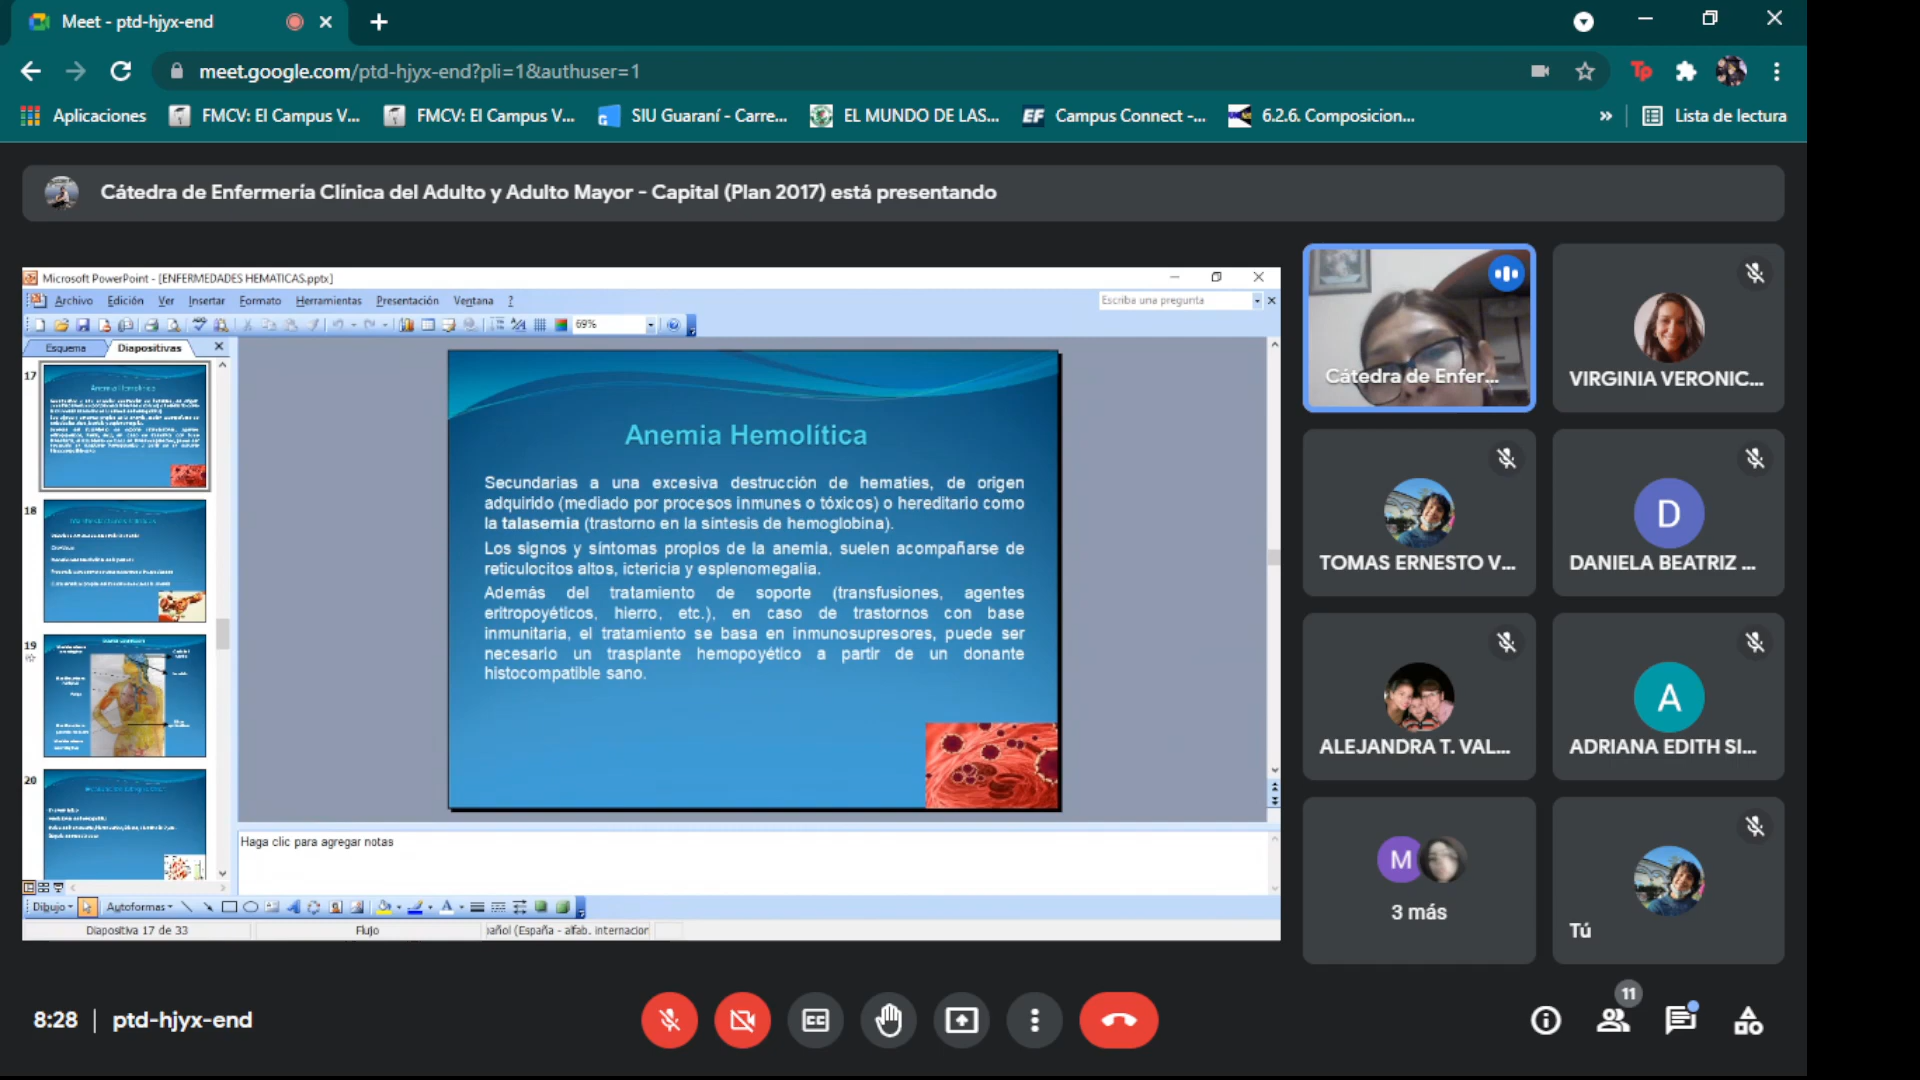 Meet - ptd-hjyx-end
meet.google.com/ptd-hjyx-end?pli=1&authuser=1
Aplicaciones
FMCV: El Campus V...
FMCV: El Campus V...
SIU Guaraní - Carre...
EL MUNDO DE LAS...
Campus Connect -...
6.2.6. Composicion...
Lista de lectura
Cátedra de Enfermería Clínica del Adulto y Adulto Mayor - Capital (Plan 2017) está presentando
Microsoft PowerPoint - [ENFERMEDADES HEMATICAS.pptx]
Archivo Edición Ver Insertar Formato Herramientas Presentación Ventana ?
Escriba una pregunta
69%
Esquema
Diapositivas
17
18
19
20
Anemia Hemolítica
Secundarias a una excesiva destrucción de hematíes, de origen
adquirido (mediado por procesos inmunes o tóxicos) o hereditario como
la talasemia (trastorno en la síntesis de hemoglobina).
Los signos y síntomas propios de la anemia, suelen acompañarse de
reticulocitos altos, ictericia y esplenomegalia.
Además del tratamiento de soporte (transfusiones, agentes
eritropoyéticos, hierro, etc.), en caso de trastornos con base
inmunitaria, el tratamiento se basa en inmunosupresores, puede ser
necesario un trasplante hemopoyético a partir de un donante
histocompatible sano.
Haga clic para agregar notas
Dibujo
Autoformas
Diapositiva 17 de 33
Flujo
añol (España - alfab. internacion
Cátedra de Enfer...
VIRGINIA VERONIC...
TOMAS ERNESTO V...
D
DANIELA BEATRIZ ...
ALEJANDRA T. VAL...
A
ADRIANA EDITH SI...
M
3 más
Tú
8:28 | ptd-hjyx-end
11